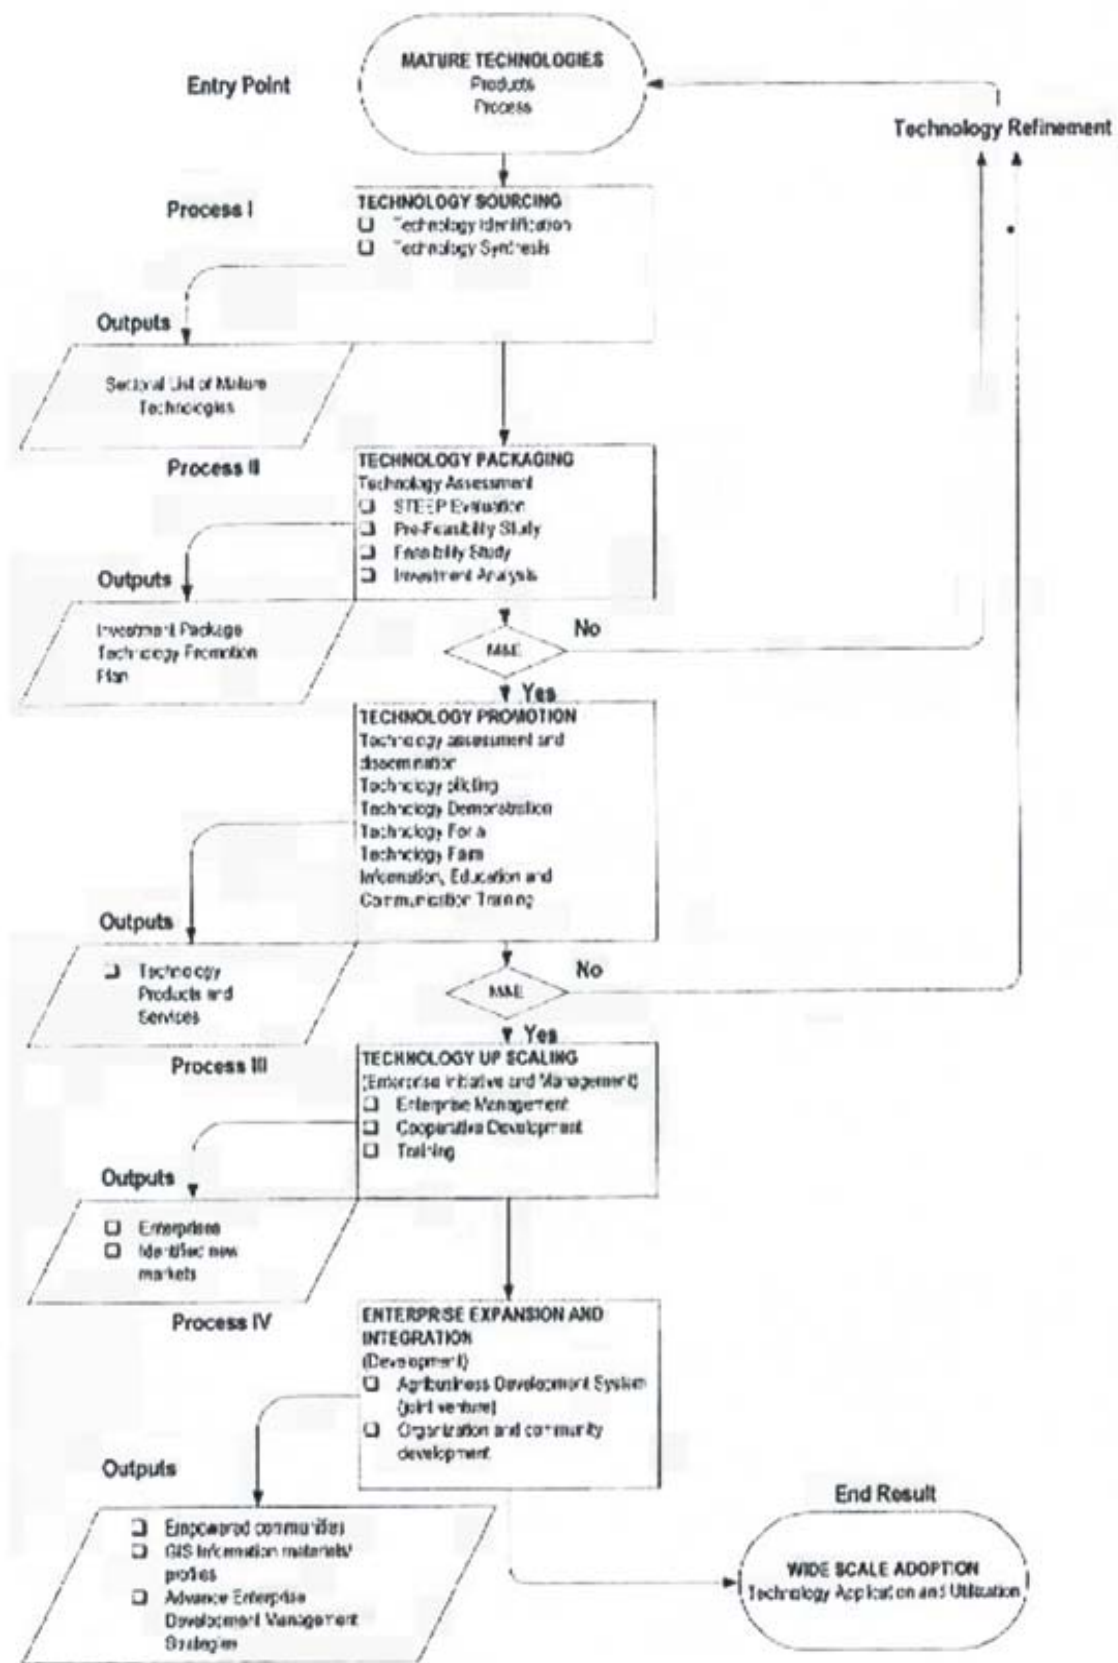 Entry Point
MATURE TECHNOLOGIES
Products
Process
Technology Refinement
Process I
TECHNOLOGY SOURCING
❑ Technology Identification
❑ Technology Synthesis
Outputs
Sectoral List of Mature
Technologies
Process II
TECHNOLOGY PACKAGING
Technology Assessment
❑ STEEP Evaluation
❑ Pre-Feasibility Study
❑ Feasibility Study
❑ Investment Analysis
Outputs
Investment Package
Technology Promotion
Plan
M&E
No
Yes
TECHNOLOGY PROMOTION
Technology assessment and
dissemination
Technology piloting
Technology Demonstration
Technology For a
Technology Fairs
Information, Education and
Communication Training
Outputs
❑ Technology
Products and
Services
M&E
No
Yes
Process III
TECHNOLOGY UP SCALING
(Enterprise initiative and Management)
❑ Enterprise Management
❑ Cooperative Development
❑ Training
Outputs
❑ Enterprises
❑ Identified new
markets
Process IV
ENTERPRISE EXPANSION AND
INTEGRATION
(Development)
❑ Agribusiness Development System
(joint venture)
❑ Organization and community
development
Outputs
❑ Empowered communities
❑ GIS Information materials/
profiles
❑ Advance Enterprise
Development Management
Strategies
End Result
WIDE SCALE ADOPTION
Technology Application and Utilization